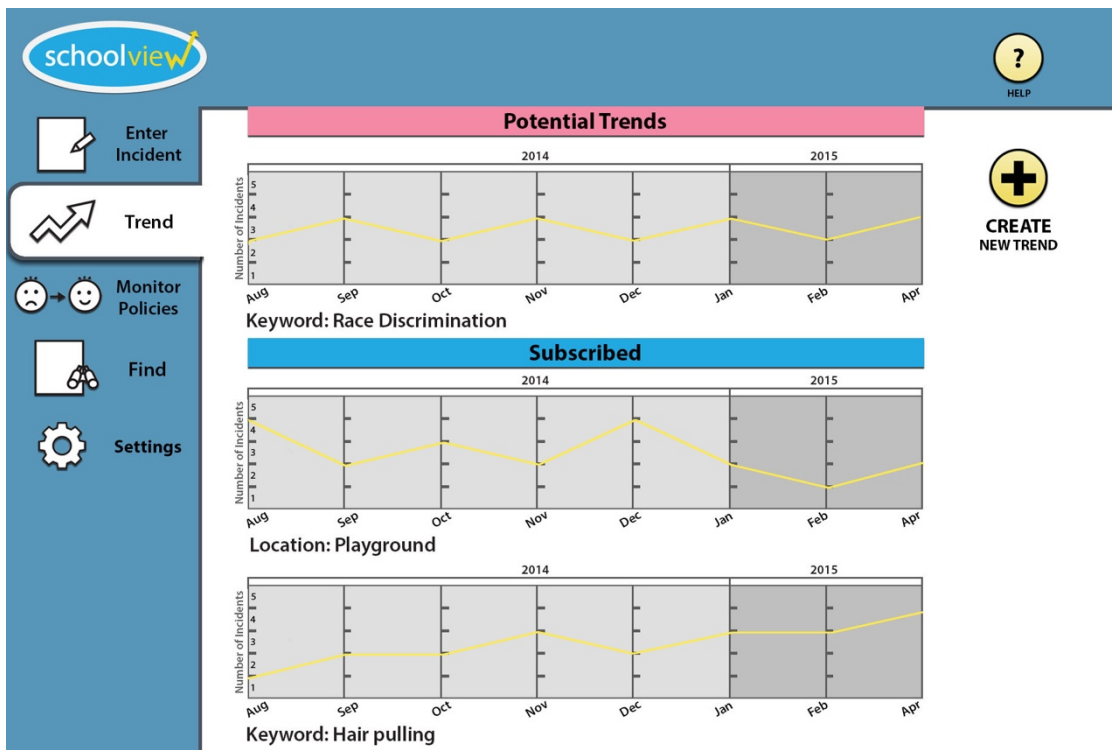 schoolview
?
HELP
Enter
Incident
Trend
Monitor
Policies
Find
Settings
CREATE
NEW TREND
Potential Trends
2014 2015
Number of Incidents
5
4
3
2
1
Aug Sep Oct Nov Dec Jan Feb Apr
Keyword: Race Discrimination
Subscribed
2014 2015
Number of Incidents
5
4
3
2
1
Aug Sep Oct Nov Dec Jan Feb Apr
Location: Playground
2014 2015
Number of Incidents
5
4
3
2
1
Aug Sep Oct Nov Dec Jan Feb Apr
Keyword: Hair pulling